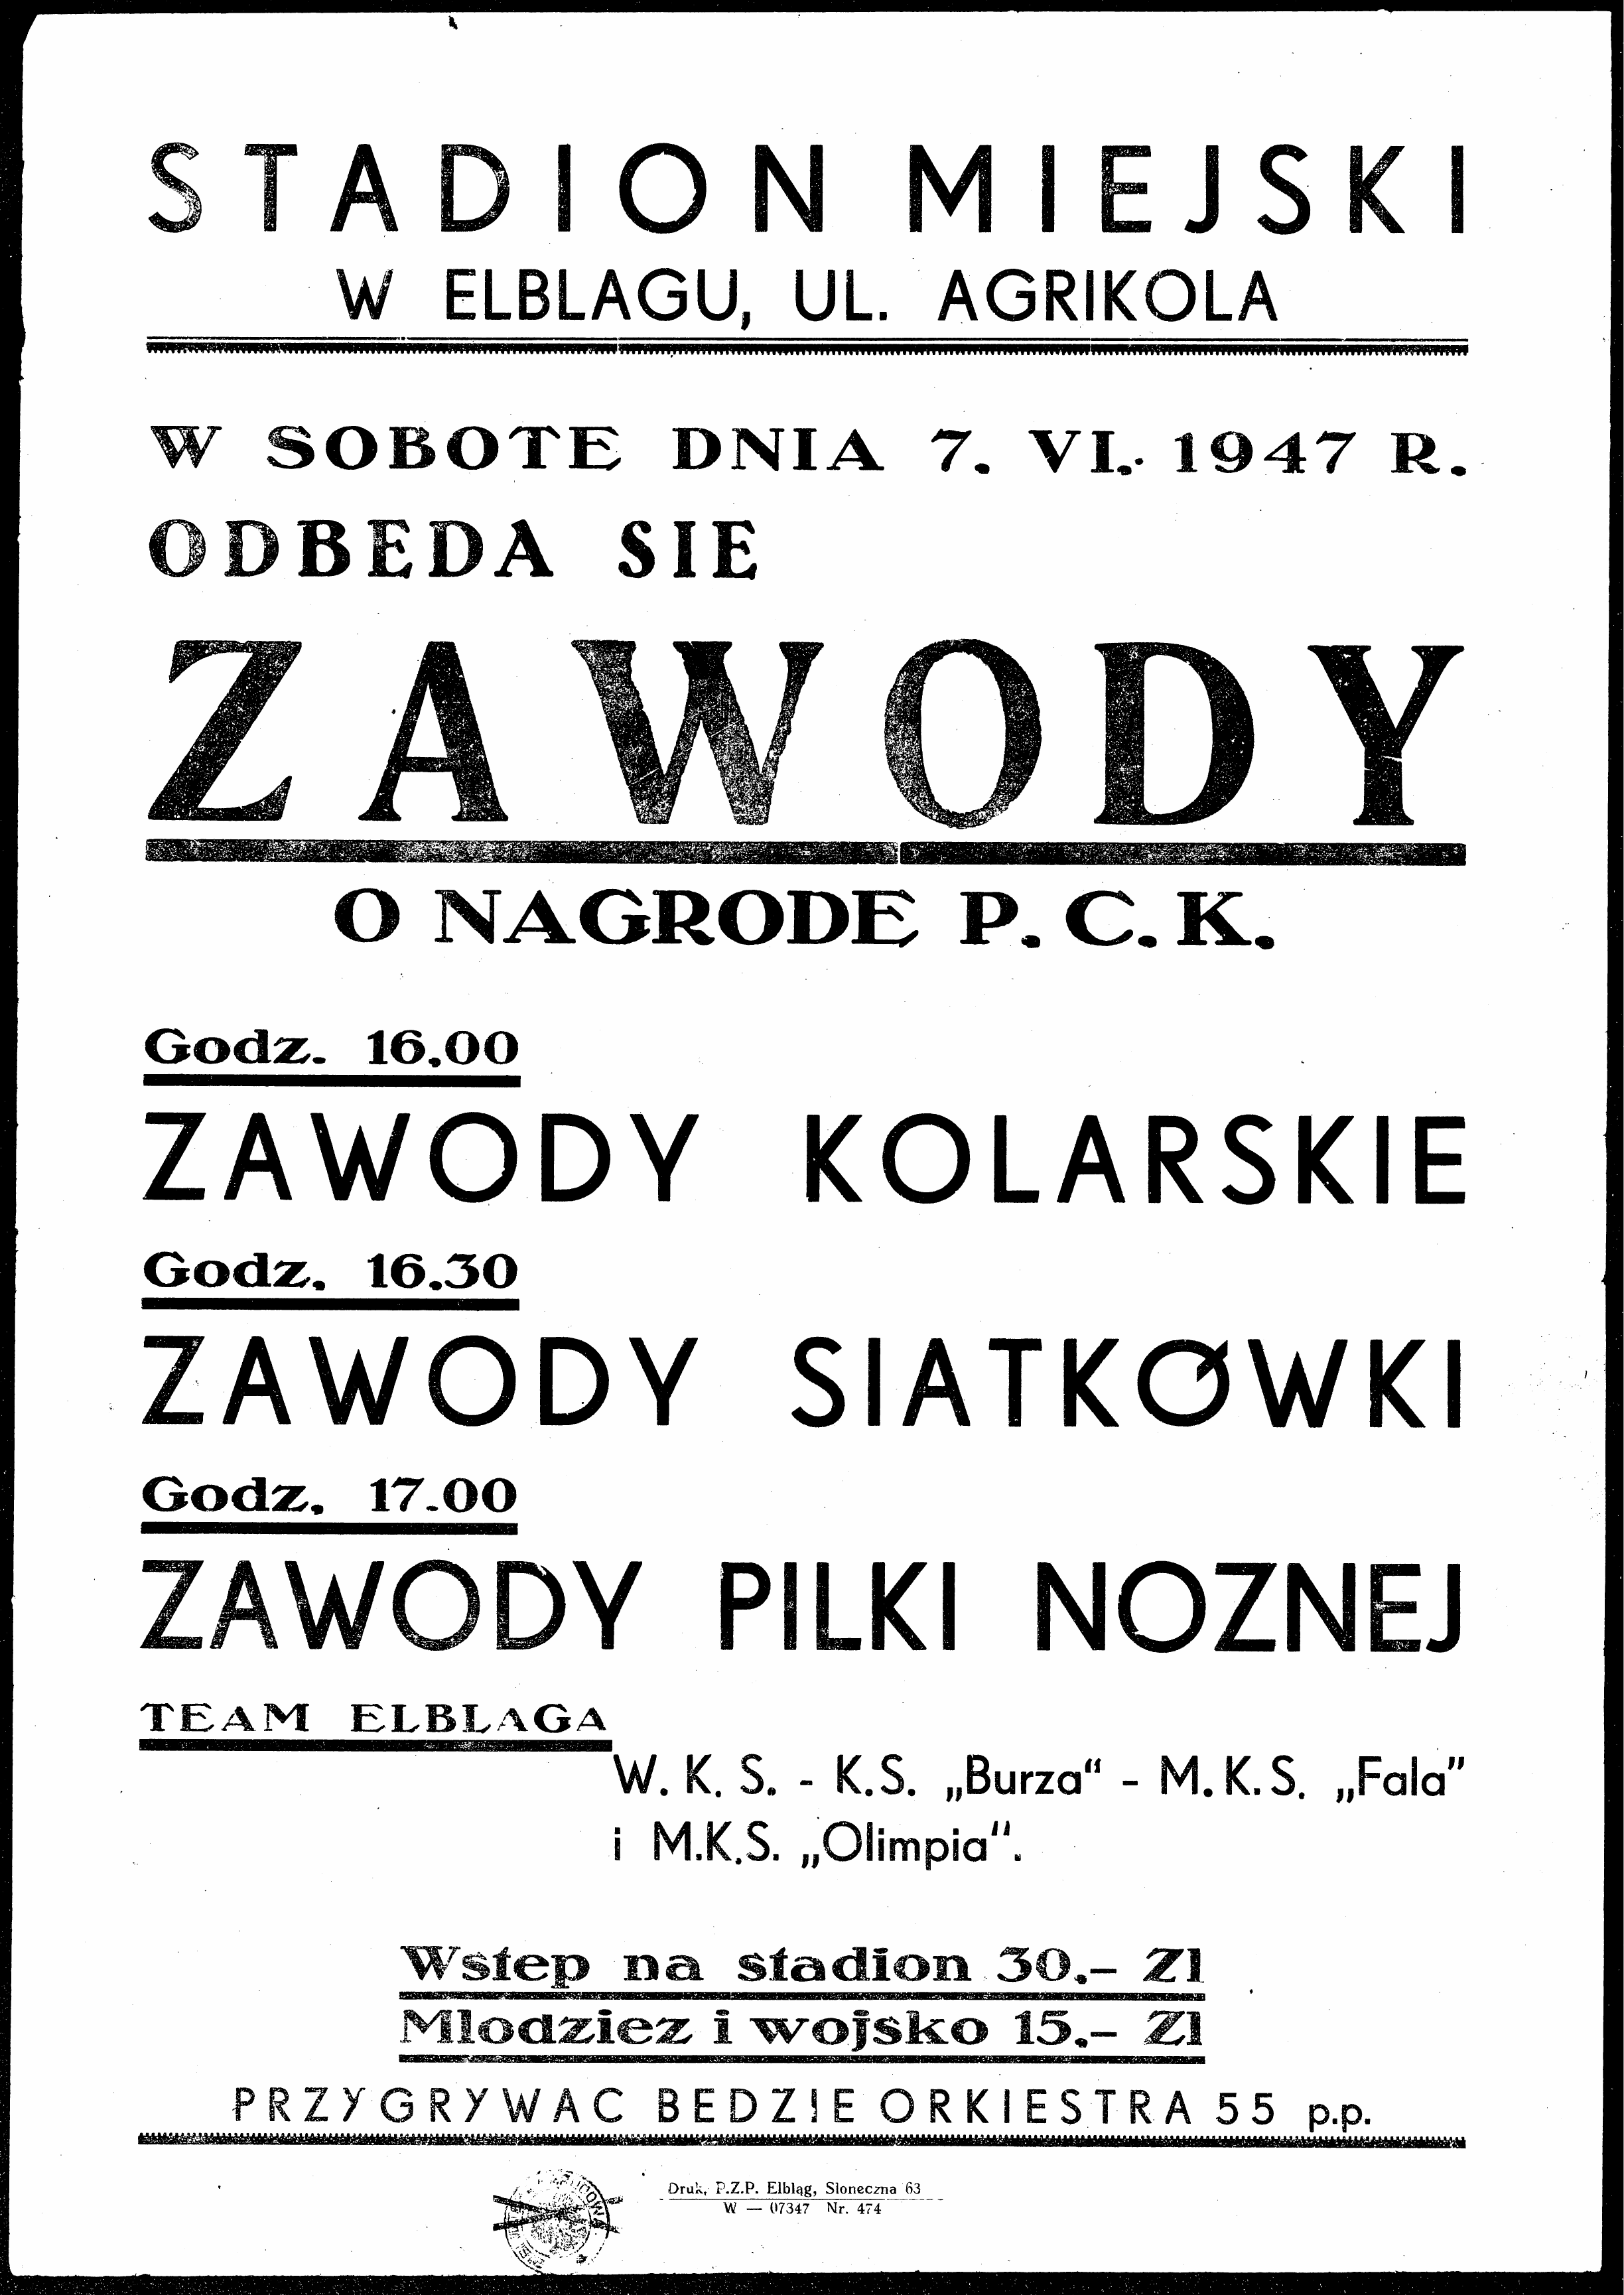 STADION MIEJSKI
W ELBLAGU, UL. AGRIKOLA
W SOBOTE DNIA 7. VI. 1947 R.
ODBEDA SIE
ZAWODY
O NAGRODE P.C.K.
Godz. 16.00
ZAWODY KOLARSKIE
Godz. 16.30
ZAWODY SIATKÓWKI
Godz. 17.00
ZAWODY PILKI NOZNEJ
TEAM ELBLAGA
W. K. S. - K.S. „Burza“ - M.K.S. „Fala”
i M.K.S. „Olimpia“.
Wstep na stadion 30.– Zl
Mlodziez i wojsko 15.– Zl
PRZYGRYWAC BEDZIE ORKIESTRA 55 p.p.
Druk. P.Z.P. Elbląg, Sloneczna 63
W — 07347 Nr. 474